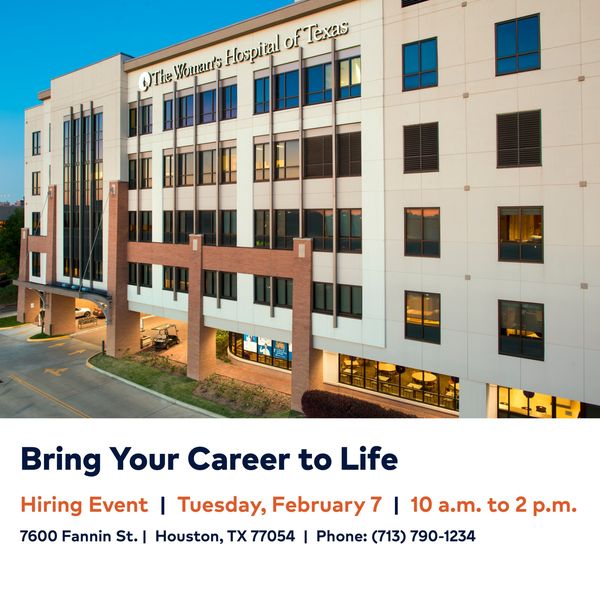 The Woman's Hospital of Texas
Bring Your Career to Life
Hiring Event | Tuesday, February 7 | 10 a.m. to 2 p.m.
7600 Fannin St. | Houston, TX 77054 | Phone: (713) 790-1234